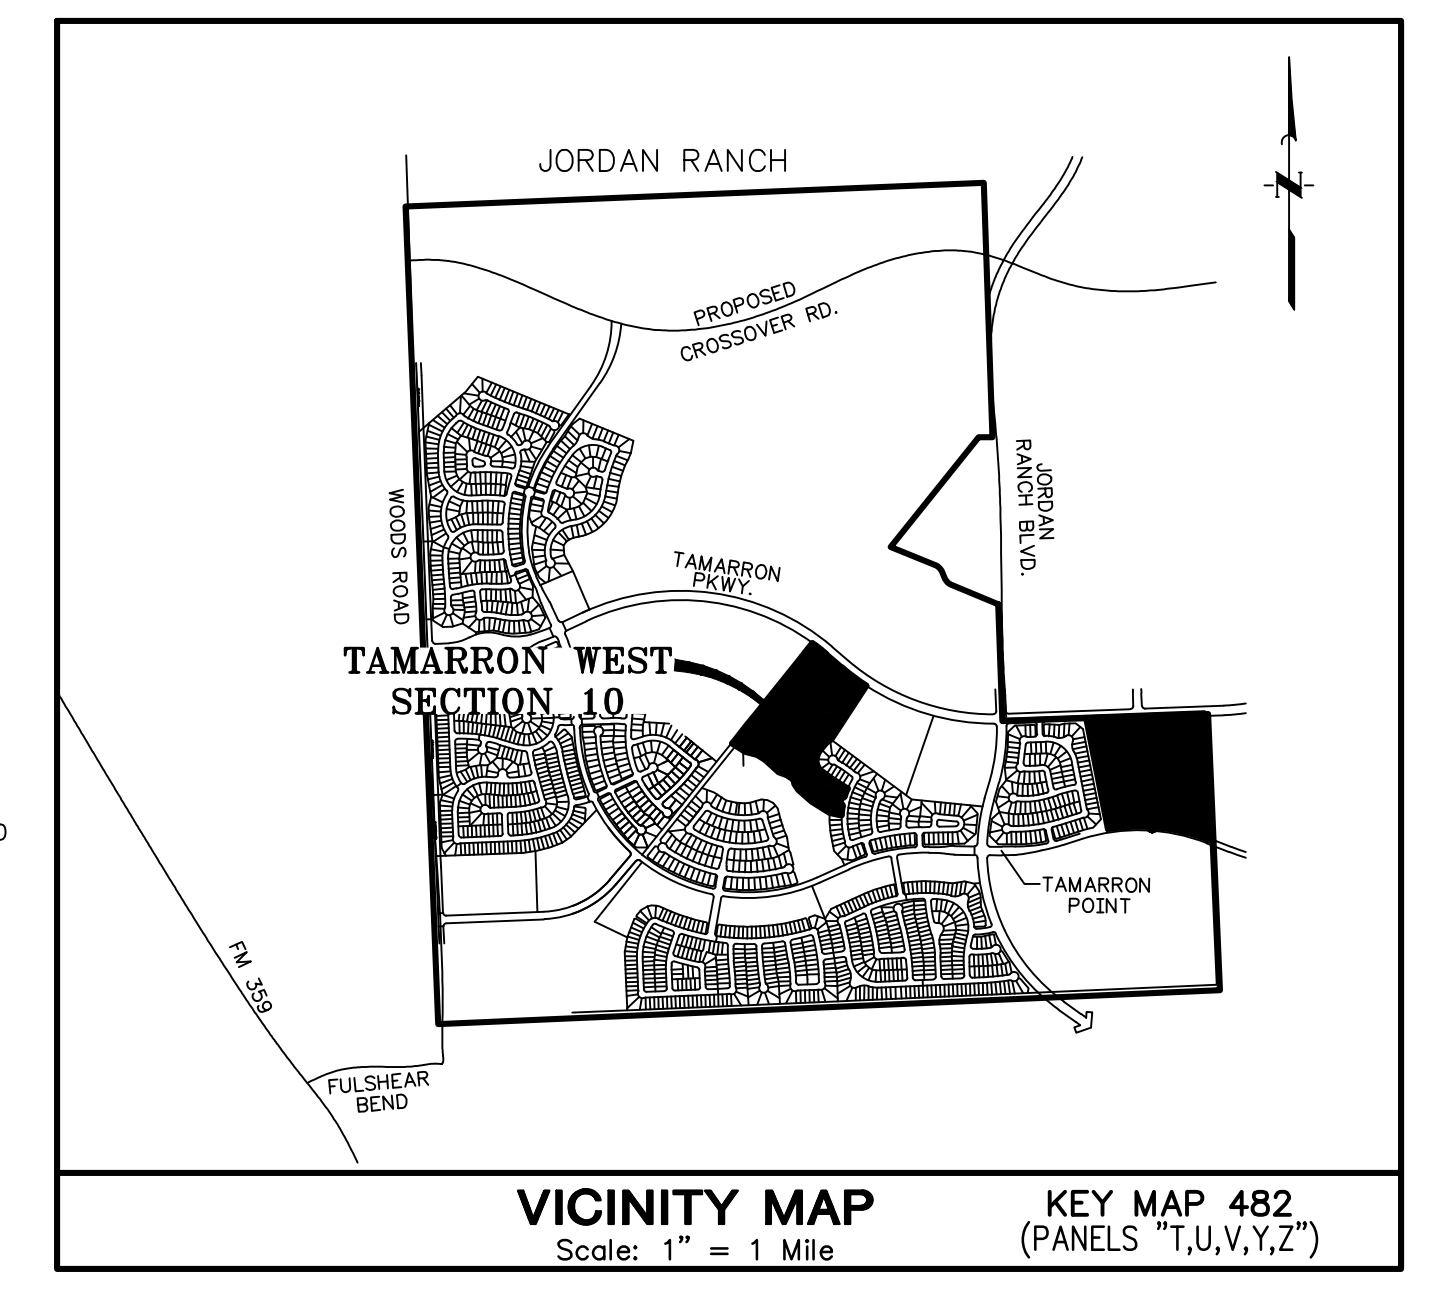 JORDAN RANCH
N
PROPOSED
CROSSOVER RD.
JORDAN
RANCH BLVD.
WOODS ROAD
TAMARRON
PKWY.
TAMARRON WEST
SECTION 10
TAMARRON
POINT
FM 359
FULSHEAR
BEND
VICINITY MAP
Scale: 1" = 1 Mile
KEY MAP 482
(PANELS "T,U,V,Y,Z")